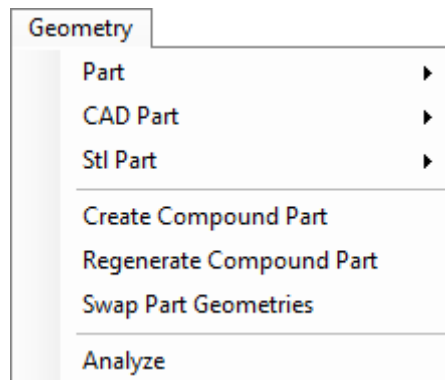 Geometry
Part
CAD Part
Stl Part
Create Compound Part
Regenerate Compound Part
Swap Part Geometries
Analyze